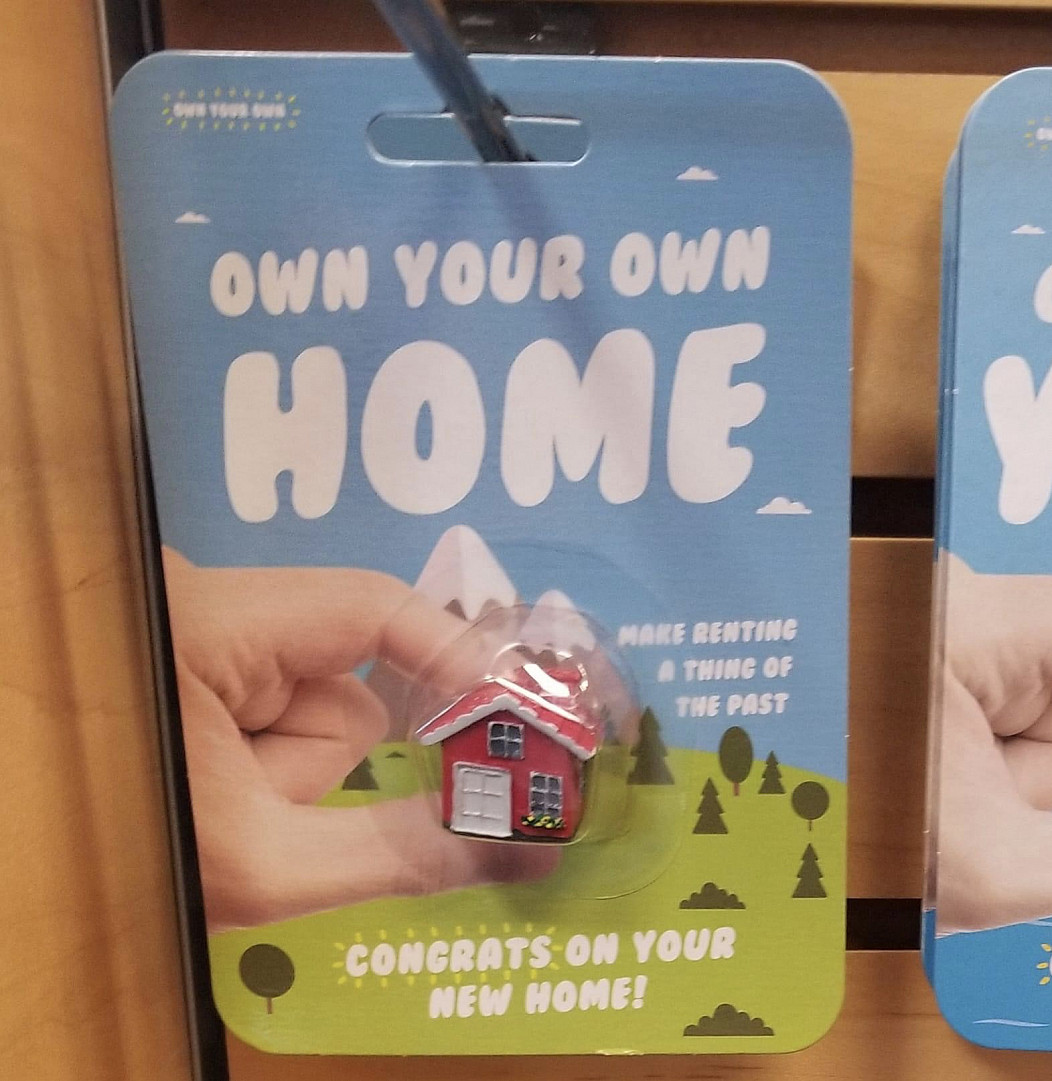 OWN YOUR OWN
OWN YOUR OWN
HOME
MAKE RENTING
A THING OF
THE PAST
CONGRATS ON YOUR
NEW HOME!
Y